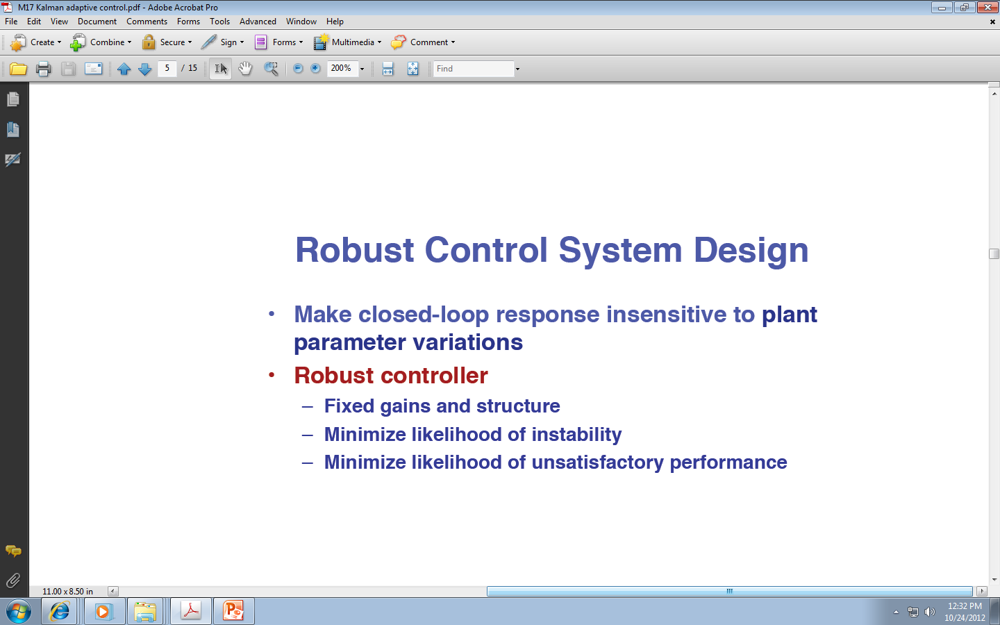 M17 Kalman adaptive control.pdf - Adobe Acrobat Pro
File Edit View Document Comments Forms Tools Advanced Window Help
Create Combine Secure Sign Forms Multimedia Comment
5 / 15 200% Find
Robust Control System Design
• Make closed-loop response insensitive to plant
parameter variations
• Robust controller
– Fixed gains and structure
– Minimize likelihood of instability
– Minimize likelihood of unsatisfactory performance
11.00 x 8.50 in
12:32 PM
10/24/2012